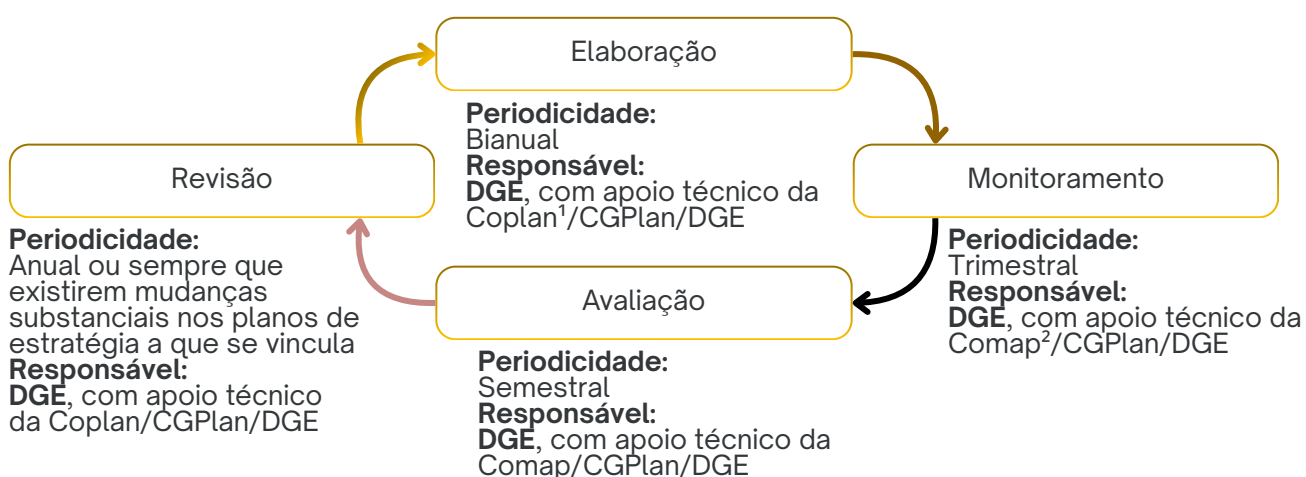 Elaboração
Periodicidade:
Bianual
Responsável:
DGE, com apoio técnico da
Coplan¹/CGPlan/DGE
Monitoramento
Periodicidade:
Trimestral
Responsável:
DGE, com apoio técnico da
Comap²/CGPlan/DGE
Avaliação
Periodicidade:
Semestral
Responsável:
DGE, com apoio técnico da
Comap/CGPlan/DGE
Revisão
Periodicidade:
Anual ou sempre que
existirem mudanças
substanciais nos planos de
estratégia a que se vincula
Responsável:
DGE, com apoio técnico
da Coplan/CGPlan/DGE